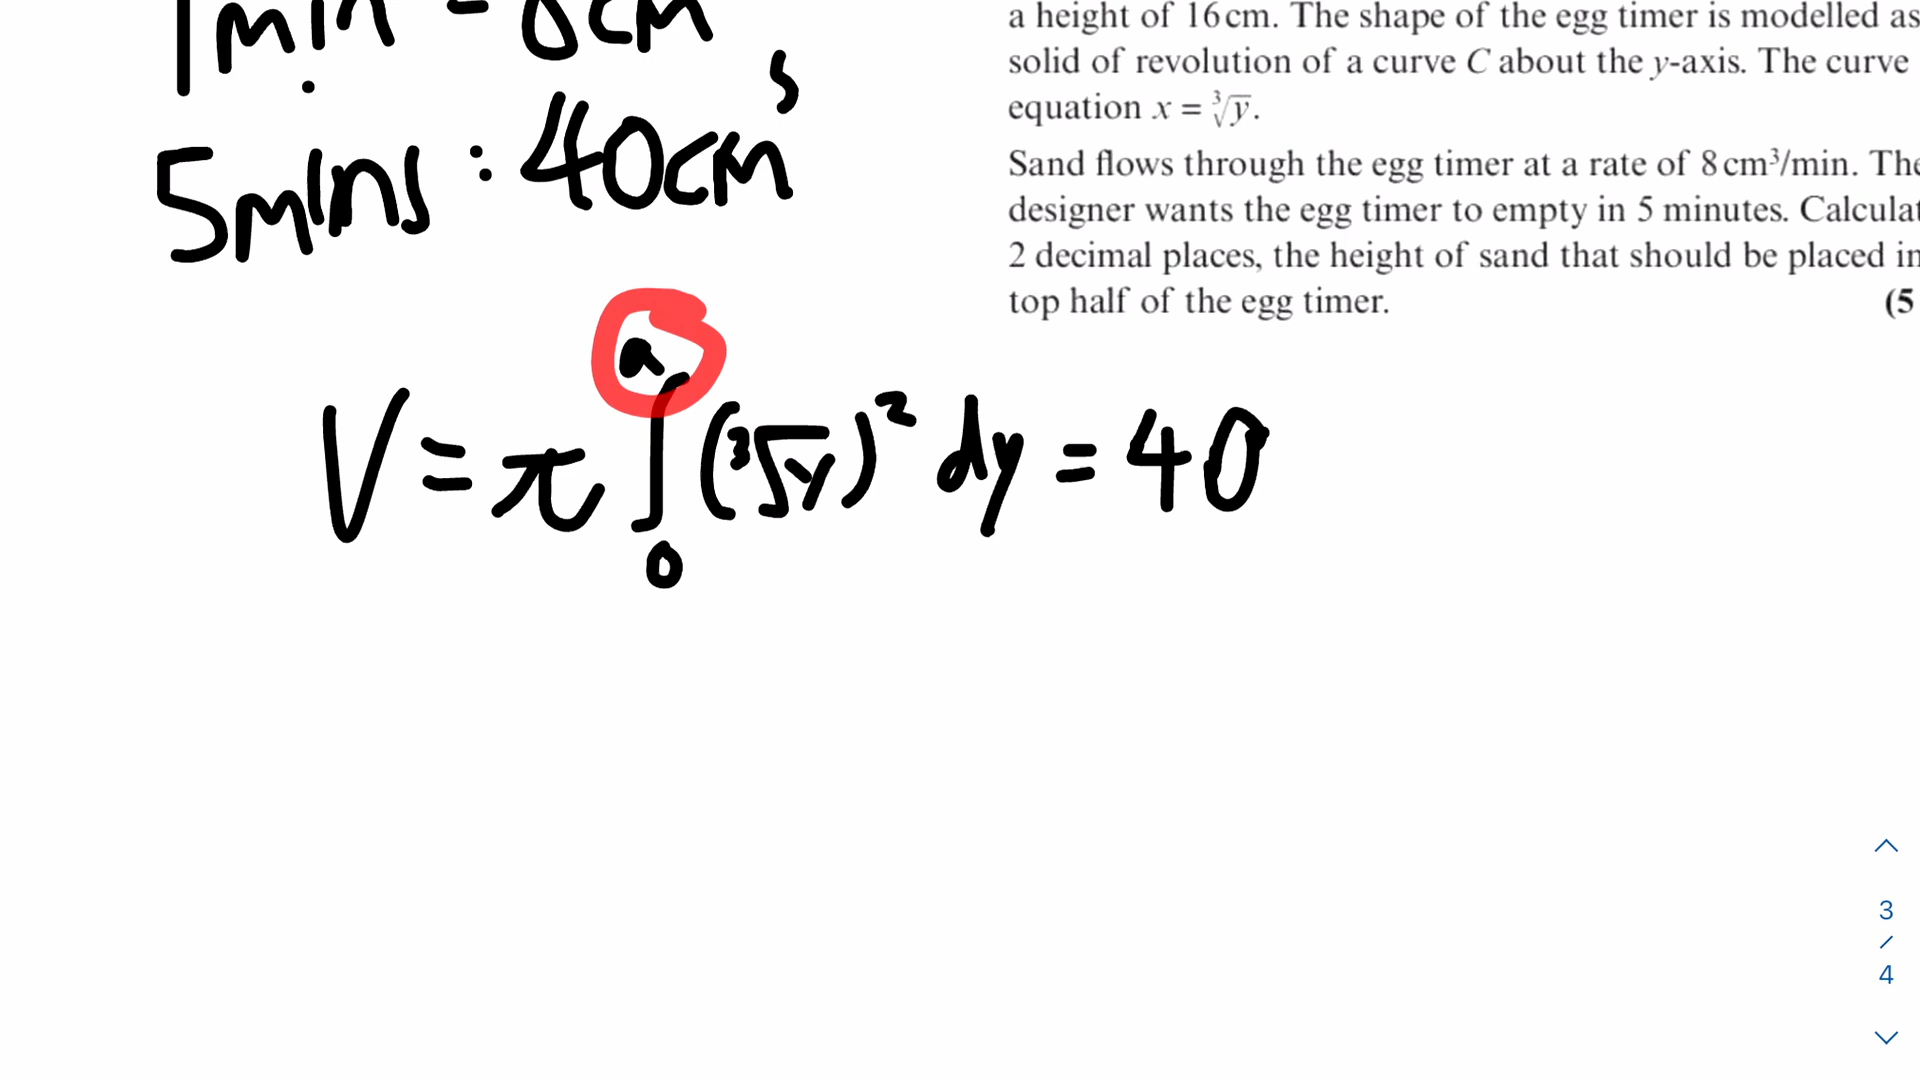 1min = 8cm³
5mins : 40cm³
V = π ∫₀ᵃ (³√y)² dy = 40
a height of 16 cm. The shape of the egg timer is modelled as
solid of revolution of a curve C about the y-axis. The curve
equation x = ³√y.
Sand flows through the egg timer at a rate of 8 cm³/min. The
designer wants the egg timer to empty in 5 minutes. Calculat
2 decimal places, the height of sand that should be placed in
top half of the egg timer.
(5
3
/
4